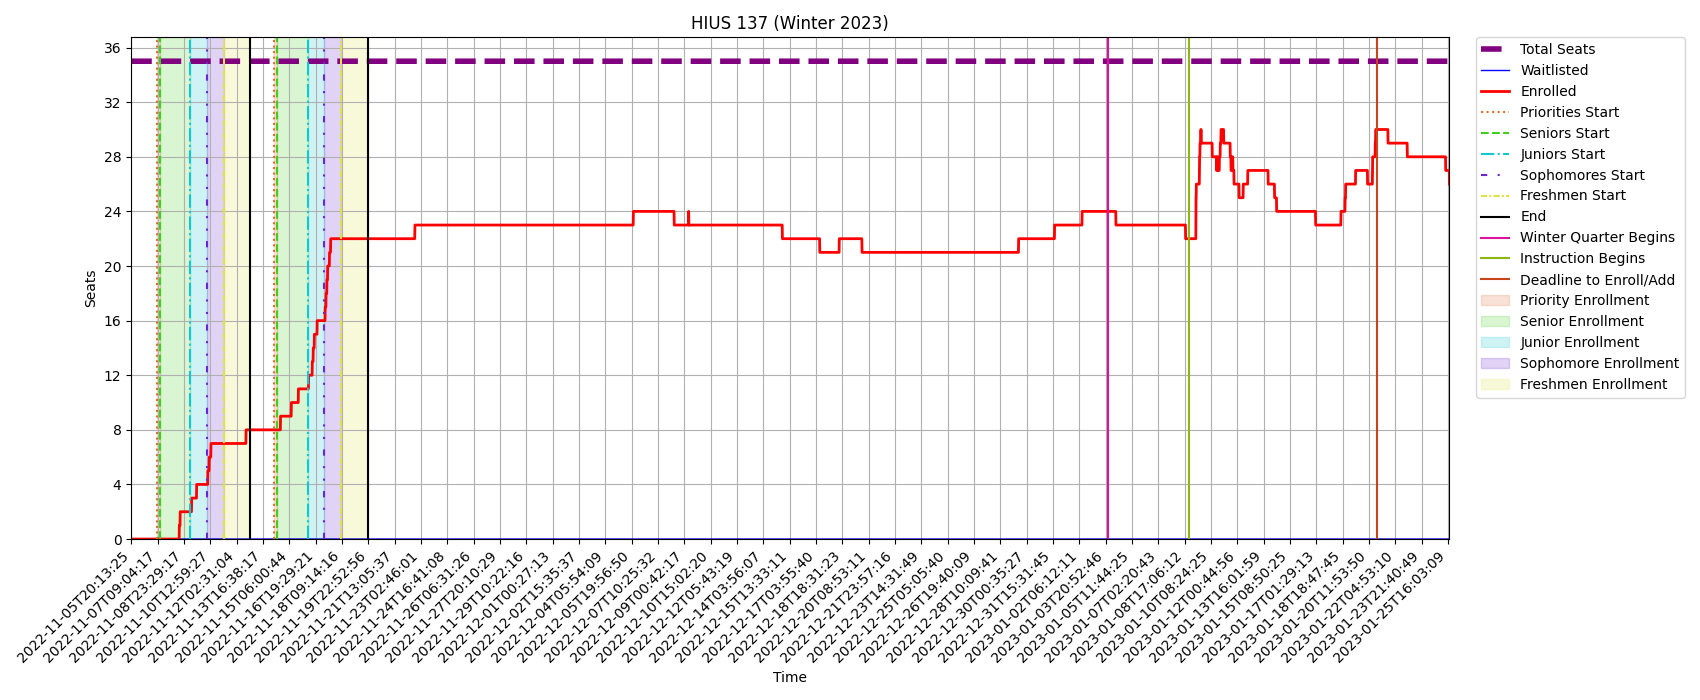 HIUS 137 (Winter 2023)
Seats
36
32
28
24
20
16
12
8
4
0
2022-11-05T20:13:25
2022-11-07T09:04:17
2022-11-08T23:29:17
2022-11-10T12:59:27
2022-11-12T02:31:04
2022-11-13T16:38:17
2022-11-15T06:00:44
2022-11-16T19:29:21
2022-11-18T09:14:16
2022-11-19T22:52:56
2022-11-21T13:05:37
2022-11-23T02:46:01
2022-11-24T16:41:08
2022-11-26T06:31:26
2022-11-27T20:10:29
2022-11-29T10:22:16
2022-12-01T00:27:13
2022-12-02T15:35:37
2022-12-04T05:54:09
2022-12-05T19:56:50
2022-12-07T10:25:32
2022-12-09T00:42:17
2022-12-10T15:02:20
2022-12-12T05:43:19
2022-12-14T03:56:07
2022-12-15T13:33:11
2022-12-17T03:55:40
2022-12-18T18:31:23
2022-12-20T08:53:11
2022-12-21T23:57:16
2022-12-23T14:31:49
2022-12-25T05:05:40
2022-12-26T19:40:09
2022-12-28T10:09:41
2022-12-30T00:35:27
2022-12-31T15:31:45
2023-01-02T06:12:11
2023-01-03T20:52:46
2023-01-05T11:44:25
2023-01-07T02:20:43
2023-01-08T17:06:12
2023-01-10T08:24:25
2023-01-12T00:44:56
2023-01-13T16:01:59
2023-01-15T08:50:25
2023-01-17T01:29:13
2023-01-18T18:47:45
2023-01-20T11:53:50
2023-01-22T04:53:10
2023-01-23T21:40:49
2023-01-25T16:03:09
Time
Total Seats
Waitlisted
Enrolled
Priorities Start
Seniors Start
Juniors Start
Sophomores Start
Freshmen Start
End
Winter Quarter Begins
Instruction Begins
Deadline to Enroll/Add
Priority Enrollment
Senior Enrollment
Junior Enrollment
Sophomore Enrollment
Freshmen Enrollment